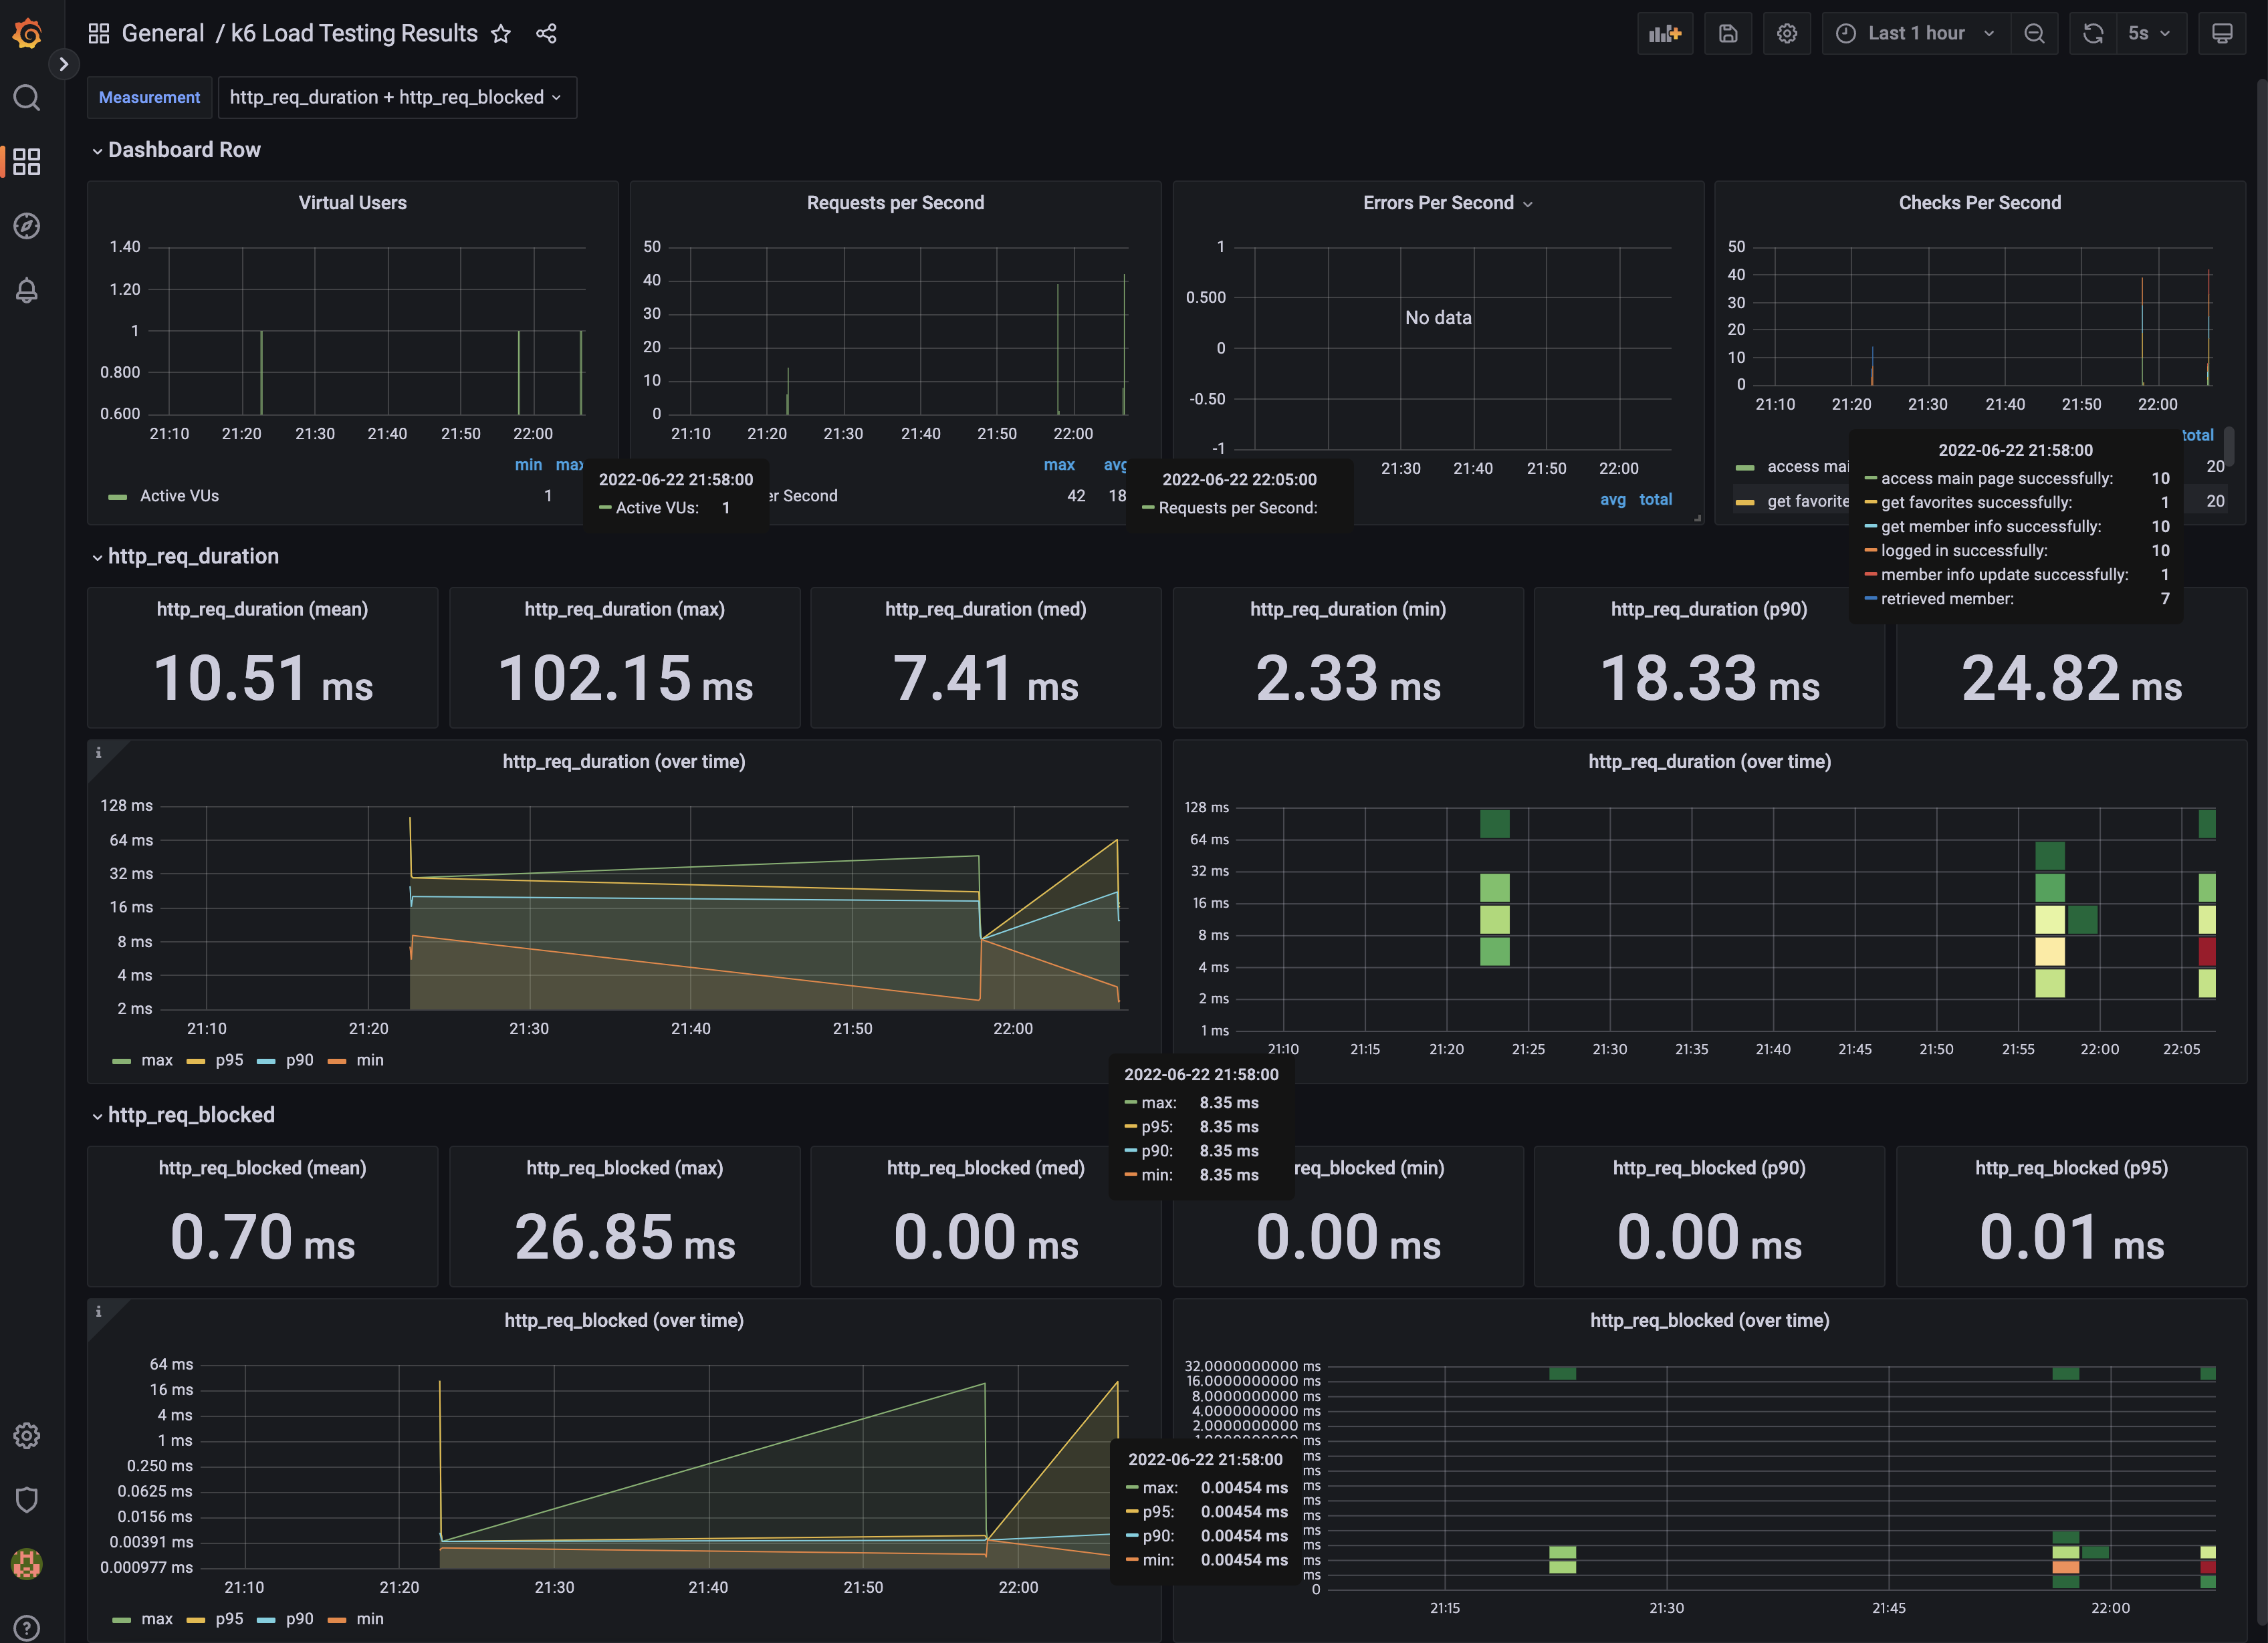 General / k6 Load Testing Results
Last 1 hour
5s
Measurement
http_req_duration + http_req_blocked
Dashboard Row
Virtual Users
1.40
1.20
1
0.800
0.600
21:10 21:20 21:30 21:40 21:50 22:00
min max
Active VUs 1
2022-06-22 21:58:00
Active VUs: 1
Requests per Second
50
40
30
20
10
0
21:10 21:20 21:30 21:40 21:50 22:00
max avg
er Second 42 18
2022-06-22 22:05:00
Requests per Second:
Errors Per Second
1
0.500
0
-0.50
-1
No data
21:30 21:40 21:50 22:00
avg total
Checks Per Second
50
40
30
20
10
0
21:10 21:20 21:30 21:40 21:50 22:00
total
access mai 20
get favorite 20
2022-06-22 21:58:00
access main page successfully: 10
get favorites successfully: 1
get member info successfully: 10
logged in successfully: 10
member info update successfully: 1
retrieved member: 7
http_req_duration
http_req_duration (mean)
10.51 ms
http_req_duration (max)
102.15 ms
http_req_duration (med)
7.41 ms
http_req_duration (min)
2.33 ms
http_req_duration (p90)
18.33 ms
24.82 ms
http_req_duration (over time)
128 ms
64 ms
32 ms
16 ms
8 ms
4 ms
2 ms
21:10 21:20 21:30 21:40 21:50 22:00
max p95 p90 min
http_req_duration (over time)
128 ms
64 ms
32 ms
16 ms
8 ms
4 ms
2 ms
1 ms
21:10 21:15 21:20 21:25 21:30 21:35 21:40 21:45 21:50 21:55 22:00 22:05
2022-06-22 21:58:00
max: 8.35 ms
p95: 8.35 ms
p90: 8.35 ms
min: 8.35 ms
http_req_blocked
http_req_blocked (mean)
0.70 ms
http_req_blocked (max)
26.85 ms
http_req_blocked (med)
0.00 ms
req_blocked (min)
0.00 ms
http_req_blocked (p90)
0.00 ms
http_req_blocked (p95)
0.01 ms
http_req_blocked (over time)
64 ms
16 ms
4 ms
1 ms
0.250 ms
0.0625 ms
0.0156 ms
0.00391 ms
0.000977 ms
21:10 21:20 21:30 21:40 21:50 22:00
max p95 p90 min
http_req_blocked (over time)
32.0000000000 ms
16.0000000000 ms
8.0000000000 ms
4.0000000000 ms
2.0000000000 ms
ms
ms
ms
ms
ms
ms
ms
ms
ms
ms
0
21:15 21:30 21:45 22:00
2022-06-22 21:58:00
max: 0.00454 ms
p95: 0.00454 ms
p90: 0.00454 ms
min: 0.00454 ms